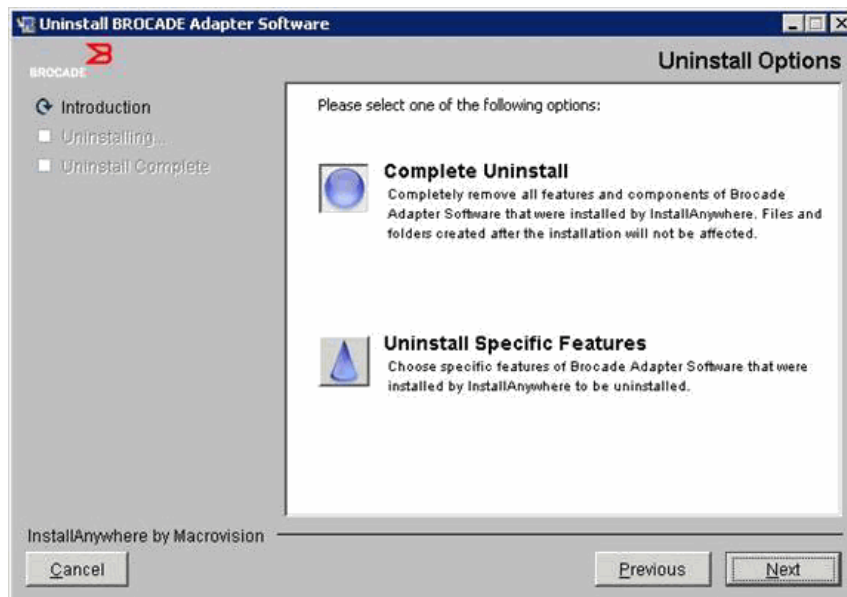 Uninstall BROCADE Adapter Software
BROCADE
Uninstall Options
Introduction
Uninstalling...
Uninstall Complete
Please select one of the following options:
Complete Uninstall
Completely remove all features and components of Brocade
Adapter Software that were installed by InstallAnywhere. Files and
folders created after the installation will not be affected.
Uninstall Specific Features
Choose specific features of Brocade Adapter Software that were
installed by InstallAnywhere to be uninstalled.
InstallAnywhere by Macrovision
Cancel
Previous
Next